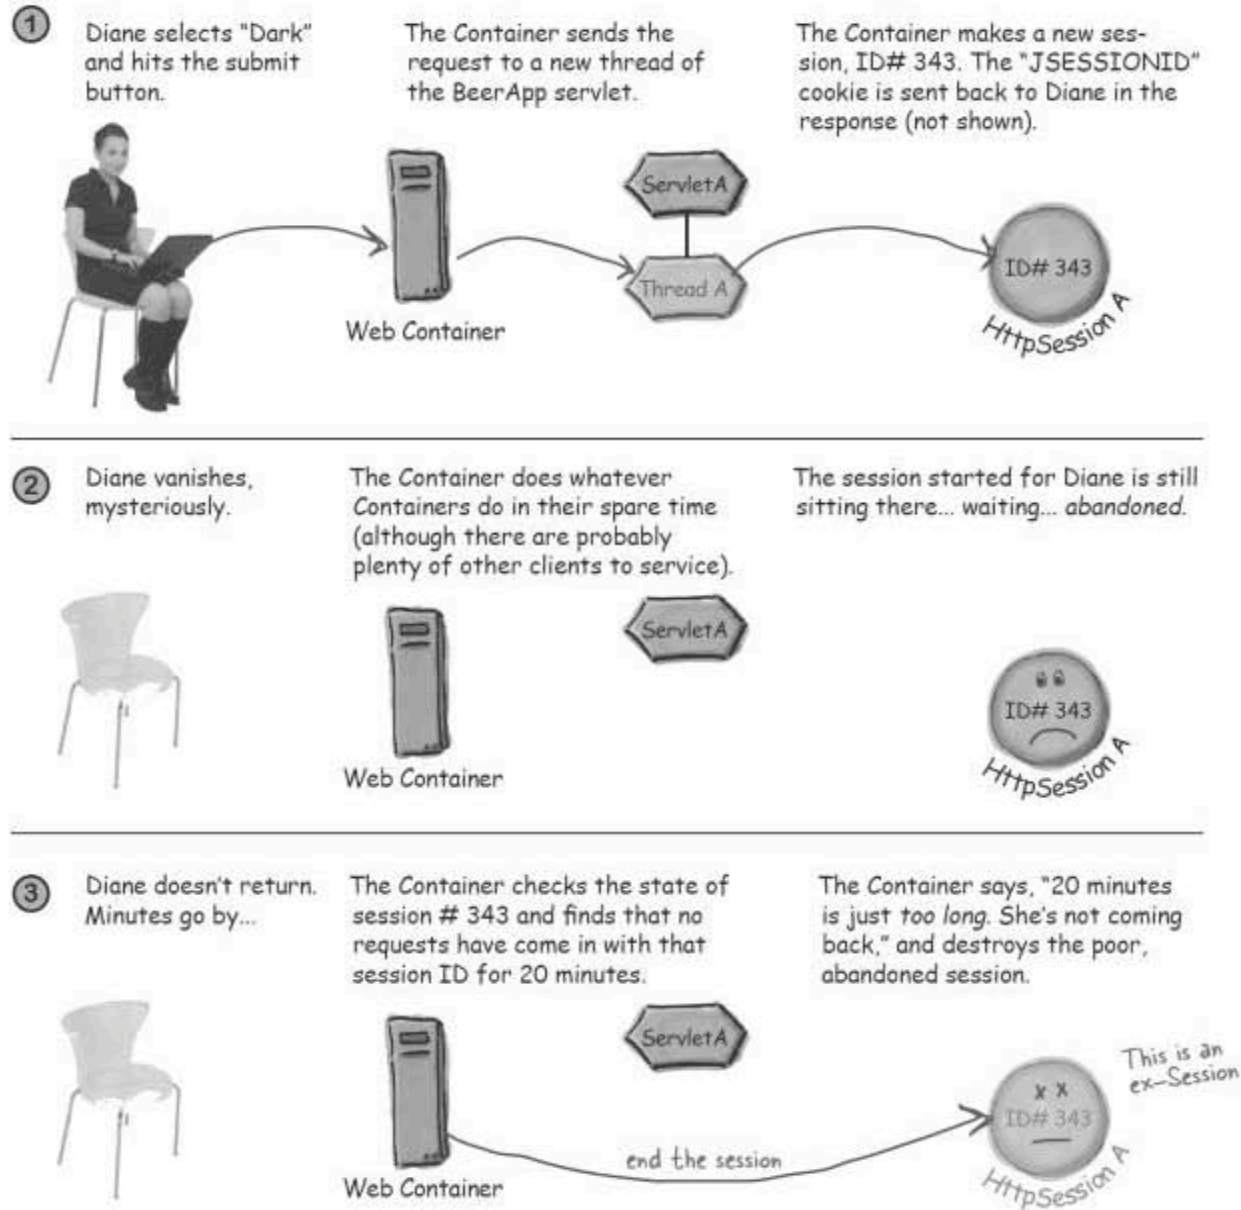 1
Diane selects "Dark"
and hits the submit
button.
The Container sends the
request to a new thread of
the BeerApp servlet.
The Container makes a new ses-
sion, ID# 343. The "JSESSIONID"
cookie is sent back to Diane in the
response (not shown).
ServletA
Thread A
ID# 343
HttpSession A
Web Container
2
Diane vanishes,
mysteriously.
The Container does whatever
Containers do in their spare time
(although there are probably
plenty of other clients to service).
The session started for Diane is still
sitting there... waiting... abandoned.
ServletA
ID# 343
HttpSession A
Web Container
3
Diane doesn't return.
Minutes go by...
The Container checks the state of
session # 343 and finds that no
requests have come in with that
session ID for 20 minutes.
The Container says, "20 minutes
is just too long. She's not coming
back," and destroys the poor,
abandoned session.
ServletA
This is an
ex-Session
ID# 343
HttpSession A
end the session
Web Container